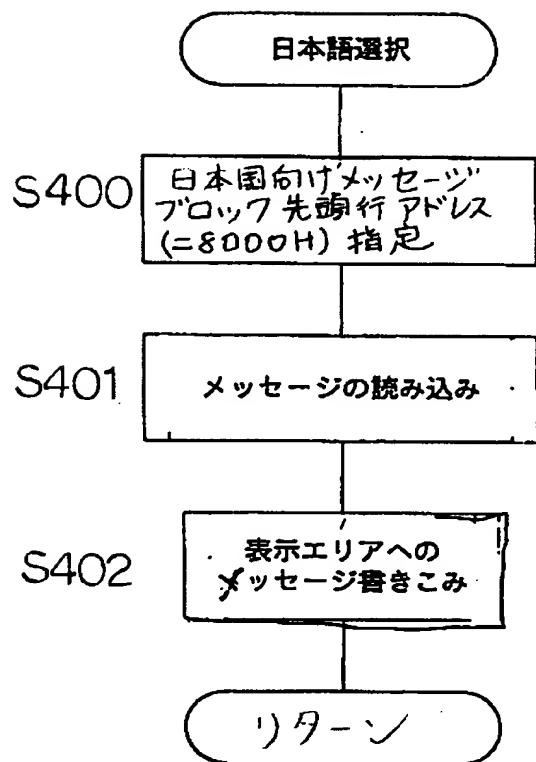 日本語選択
S400
日本国向けメッセージ
ブロック先頭行アドレス
(=8000H) 指定
S401
メッセージの読み込み
S402
表示エリアへの
メッセージ書きこみ
リターン